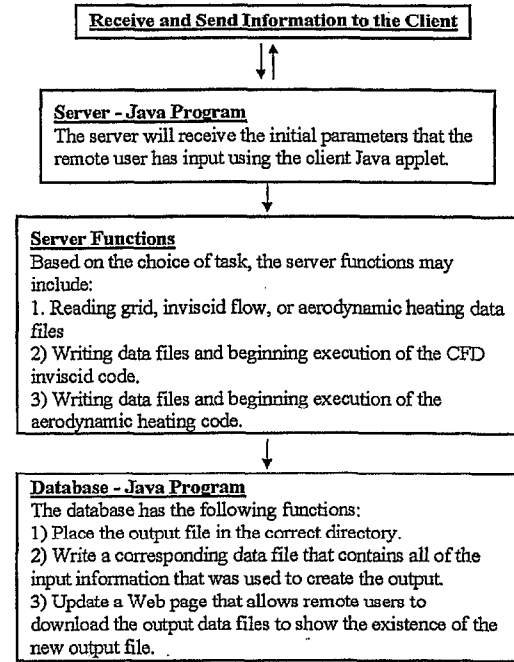 Receive and Send Information to the Client
Server - Java Program
The server will receive the initial parameters that the
remote user has input using the client Java applet.
Server Functions
Based on the choice of task, the server functions may
include:
1. Reading grid, inviscid flow, or aerodynamic heating data
files
2) Writing data files and beginning execution of the CFD
inviscid code.
3) Writing data files and beginning execution of the
aerodynamic heating code.
Database - Java Program
The database has the following functions:
1) Place the output file in the correct directory.
2) Write a corresponding data file that contains all of the
input information that was used to create the output.
3) Update a Web page that allows remote users to
download the output data files to show the existence of the
new output file.